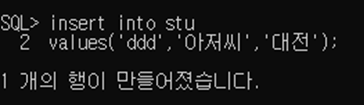 SQL> insert into stu
2 values('ddd','아저씨','대전');
1 개의 행이 만들어졌습니다.